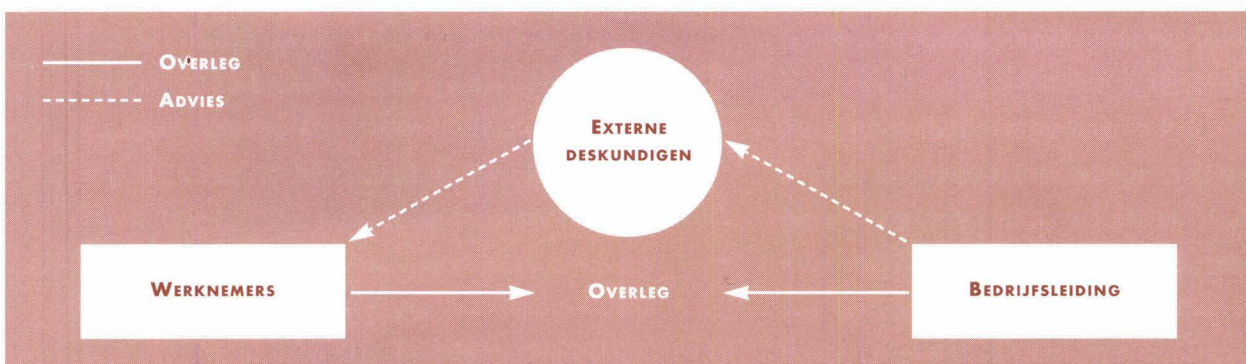 OVERLEG
ADVIES
EXTERNE
DESKUNDIGEN
WERKNEMERS
OVERLEG
BEDRIJFSLEIDING